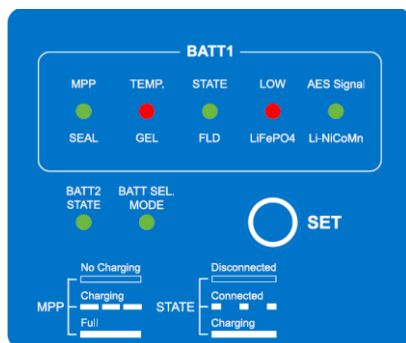 BATT1
MPP TEMP. STATE LOW AES Signal
SEAL GEL FLD LiFePO4 Li-NiCoMn
BATT2 STATE
BATT SEL. MODE
SET
MPP
No Charging
Charging
Full
STATE
Disconnected
Connected
Charging